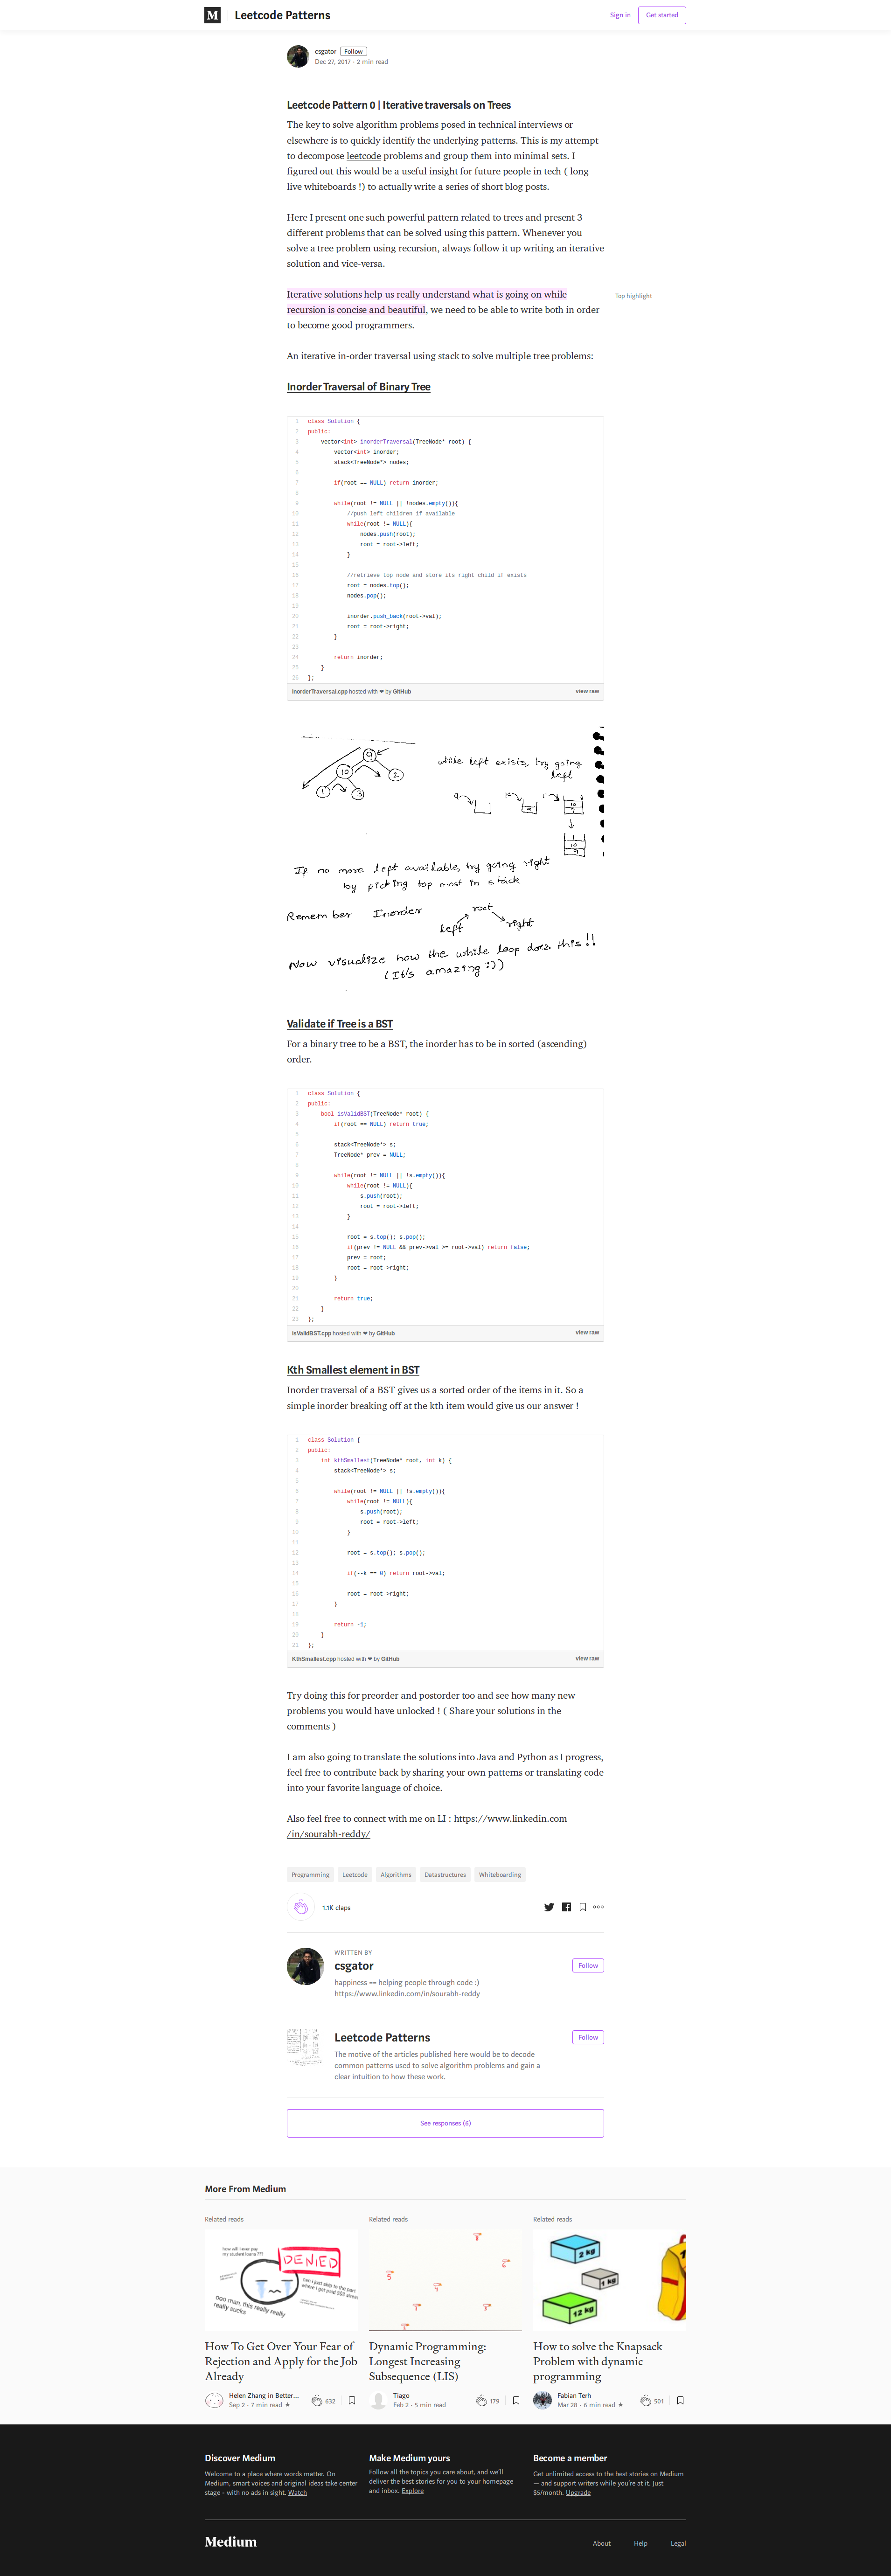 Leetcode Patterns
Sign in
Get started
csgator Follow
Dec 27, 2017 · 2 min read
Leetcode Pattern 0 | Iterative traversals on Trees
The key to solve algorithm problems posed in technical interviews or
elsewhere is to quickly identify the underlying patterns. This is my attempt
to decompose leetcode problems and group them into minimal sets. I
figured out this would be a useful insight for future people in tech ( long
live whiteboards !) to actually write a series of short blog posts.
Here I present one such powerful pattern related to trees and present 3
different problems that can be solved using this pattern. Whenever you
solve a tree problem using recursion, always follow it up writing an iterative
solution and vice-versa.
Iterative solutions help us really understand what is going on while
recursion is concise and beautiful, we need to be able to write both in order
to become good programmers.
Top highlight
An iterative in-order traversal using stack to solve multiple tree problems:
Inorder Traversal of Binary Tree
1 class Solution {
2 public:
3 vector<int> inorderTraversal(TreeNode* root) {
4 vector<int> inorder;
5 stack<TreeNode*> nodes;
6
7 if(root == NULL) return inorder;
8
9 while(root != NULL || !nodes.empty()){
10 //push left children if available
11 while(root != NULL){
12 nodes.push(root);
13 root = root->left;
14 }
15
16 //retrieve top node and store its right child if exists
17 root = nodes.top();
18 nodes.pop();
19
20 inorder.push_back(root->val);
21 root = root->right;
22 }
23
24 return inorder;
25 }
26 };
inorderTraversal.cpp hosted with ❤ by GitHub view raw
9
10
2
1
3
while left exists, try going
left
9
10
9
10
9
1
10
9
If no more left available, try going right
by picking top most in stack
Remember Inorder
root
left
right
Now visualize how the while loop does this !!
(It's amazing :))
Validate if Tree is a BST
For a binary tree to be a BST, the inorder has to be in sorted (ascending)
order.
1 class Solution {
2 public:
3 bool isValidBST(TreeNode* root) {
4 if(root == NULL) return true;
5
6 stack<TreeNode*> s;
7 TreeNode* prev = NULL;
8
9 while(root != NULL || !s.empty()){
10 while(root != NULL){
11 s.push(root);
12 root = root->left;
13 }
14
15 root = s.top(); s.pop();
16 if(prev != NULL && prev->val >= root->val) return false;
17 prev = root;
18 root = root->right;
19 }
20
21 return true;
22 }
23 };
isValidBST.cpp hosted with ❤ by GitHub view raw
Kth Smallest element in BST
Inorder traversal of a BST gives us a sorted order of the items in it. So a
simple inorder breaking off at the kth item would give us our answer !
1 class Solution {
2 public:
3 int kthSmallest(TreeNode* root, int k) {
4 stack<TreeNode*> s;
5
6 while(root != NULL || !s.empty()){
7 while(root != NULL){
8 s.push(root);
9 root = root->left;
10 }
11
12 root = s.top(); s.pop();
13
14 if(--k == 0) return root->val;
15
16 root = root->right;
17 }
18
19 return -1;
20 }
21 };
KthSmallest.cpp hosted with ❤ by GitHub view raw
Try doing this for preorder and postorder too and see how many new
problems you would have unlocked ! ( Share your solutions in the
comments )
I am also going to translate the solutions into Java and Python as I progress,
feel free to contribute back by sharing your own patterns or translating code
into your favorite language of choice.
Also feel free to connect with me on LI : https://www.linkedin.com
/in/sourabh-reddy/
Programming Leetcode Algorithms Datastructures Whiteboarding
1.1K claps
WRITTEN BY
csgator
Follow
happiness == helping people through code :)
https://www.linkedin.com/in/sourabh-reddy
Leetcode Patterns
Follow
The motive of the articles published here would be to decode
common patterns used to solve algorithm problems and gain a
clear intuition to how these work.
See responses (6)
More From Medium
Related reads
how will i ever pay
my student loans ???
DENIED
can i just skip to the part
where i get paid
ooo man, this really really
really sucks
How To Get Over Your Fear of
Rejection and Apply for the Job
Already
Helen Zhang in Better...
Sep 2 · 7 min read ★
632
Related reads
Dynamic Programming:
Longest Increasing
Subsequence (LIS)
Tiago
Feb 2 · 5 min read
179
Related reads
2 kg
1 kg
12 kg
How to solve the Knapsack
Problem with dynamic
programming
Fabian Terh
Mar 28 · 6 min read ★
501
Discover Medium
Welcome to a place where words matter. On
Medium, smart voices and original ideas take center
stage - with no ads in sight. Watch
Make Medium yours
Follow all the topics you care about, and we'll
deliver the best stories for you to your homepage
and inbox. Explore
Become a member
Get unlimited access to the best stories on Medium
— and support writers while you're at it. Just
$5/month. Upgrade
Medium
About Help Legal